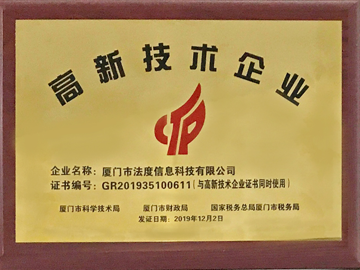 高新技术企业
企业名称：厦门市法度信息科技有限公司
证书编号：GR201935100611（与高新技术企业证书同时使用）
厦门市科学技术局 厦门市财政局 国家税务总局厦门市税务局
发证日期：2019年12月2日